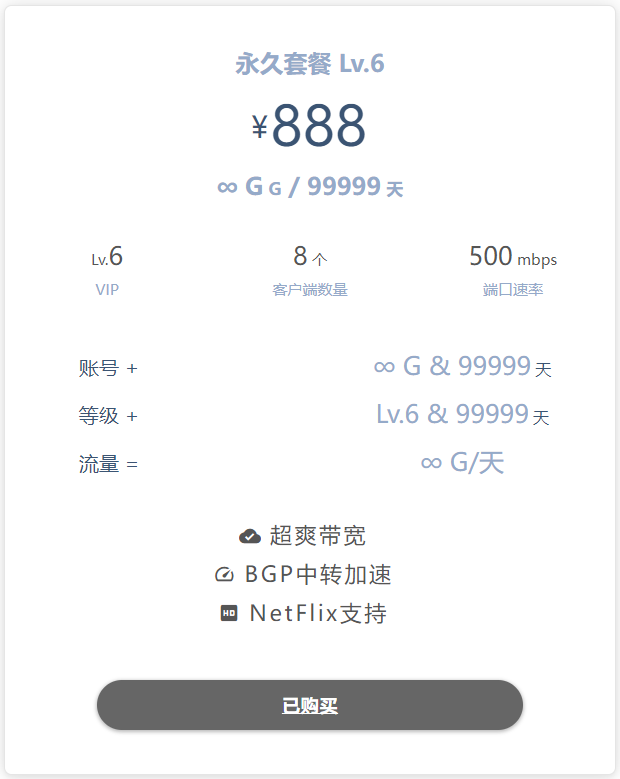 永久套餐 Lv.6
¥888
∞ G G / 99999 天
Lv.6 8 个 500 mbps
VIP 客户端数量 端口速率
账号 + ∞ G & 99999 天
等级 + Lv.6 & 99999 天
流量 = ∞ G/天
超爽带宽
BGP中转加速
HD NetFlix支持
已购买